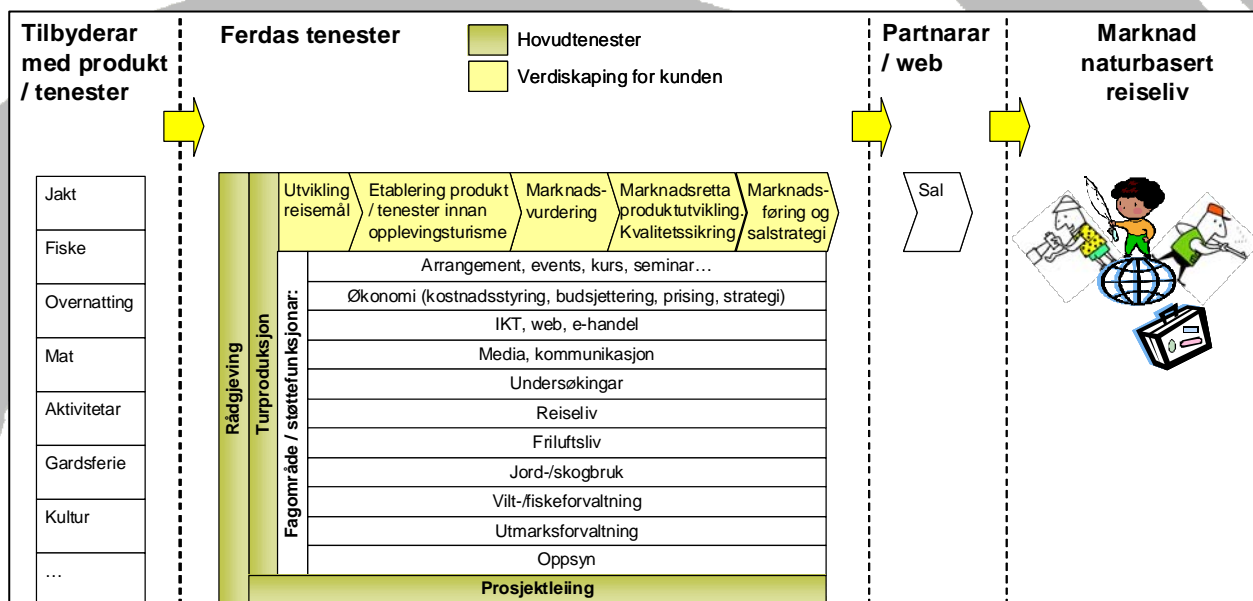 Tilbyderar
med produkt
/ tenester
Ferdas tenester
Hovudtenester
Verdiskaping for kunden
Partnarar
/ web
Marknad
naturbasert
reiseliv
Jakt
Fiske
Overnatting
Mat
Aktivitetar
Gardsferie
Kultur
…
Rådgjeving
Turproduksjon
Fagområde / støttefunksjonar:
Utvikling
reisemål
Etablering produkt
/ tenester innan
opplevingsturisme
Marknads-
vurdering
Marknadsretta
produktutvikling.
Kvalitetssikring
Marknads-
føring og
salstrategi
Arrangement, events, kurs, seminar…
Økonomi (kostnadsstyring, budsjettering, prising, strategi)
IKT, web, e-handel
Media, kommunikasjon
Undersøkingar
Reiseliv
Friluftsliv
Jord-/skogbruk
Vilt-/fiskeforvaltning
Utmarksforvaltning
Oppsyn
Prosjektleiing
Sal